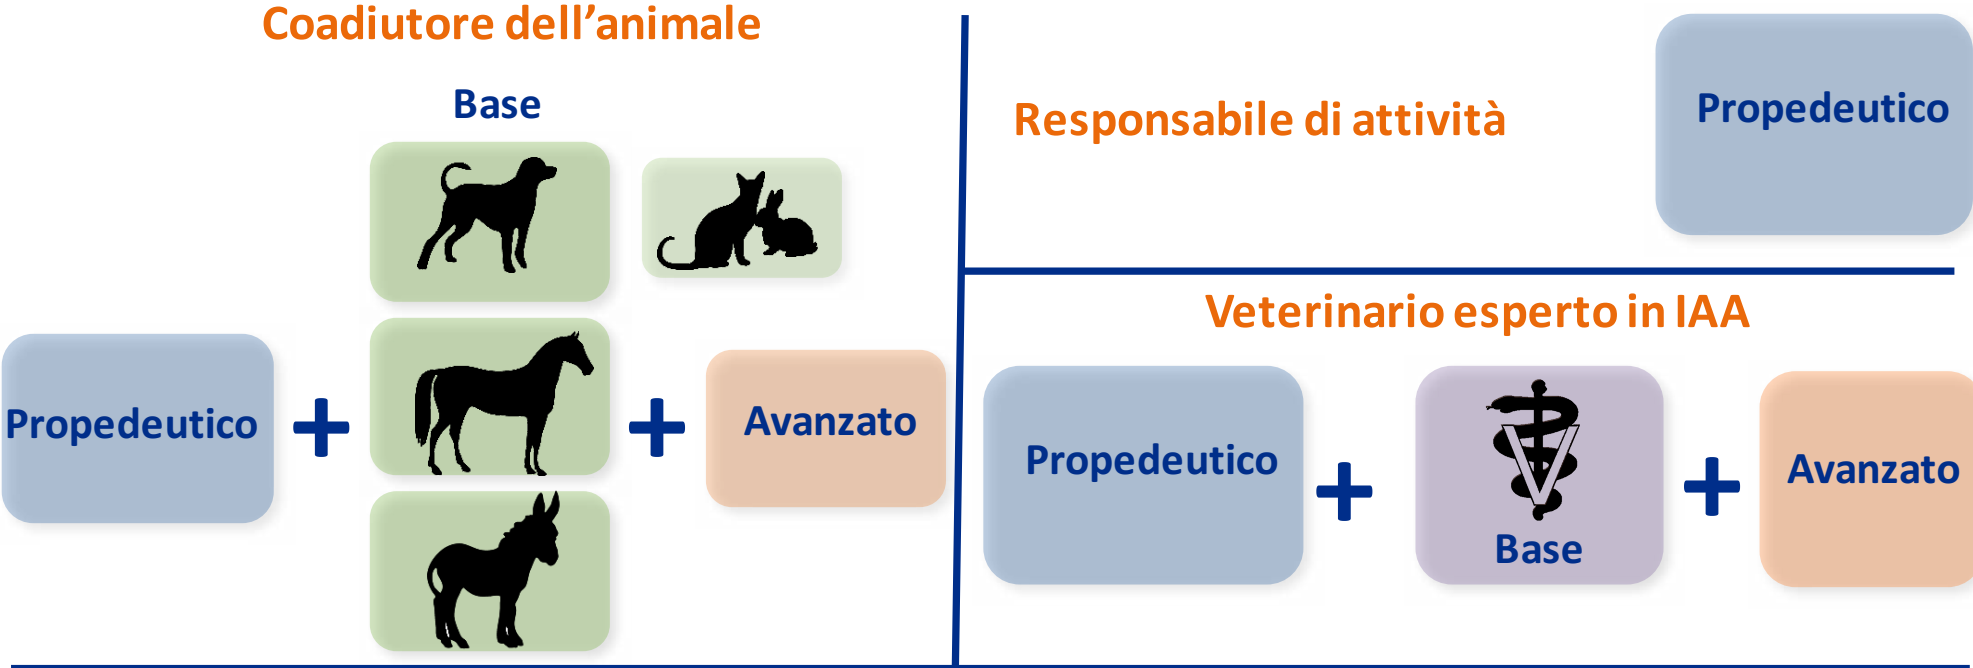 Coadiutore dell'animale
Base
Propedeutico
Avanzato
Responsabile di attività
Propedeutico
Veterinario esperto in IAA
Propedeutico
V
Base
Avanzato